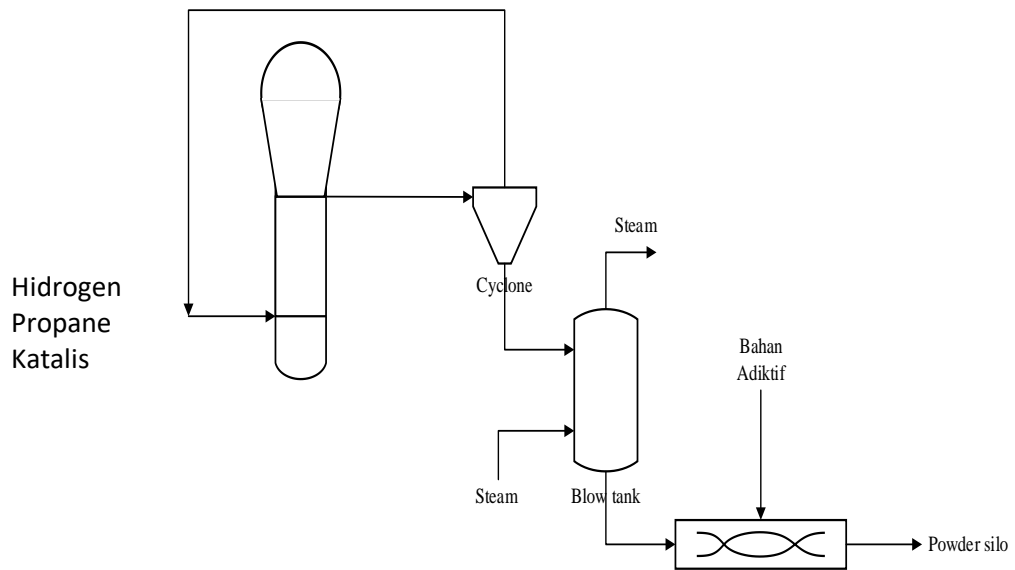 Steam
Hidrogen
Propane
Katalis
Cyclone
Bahan
Adiktif
Steam
Blow tank
Powder silo